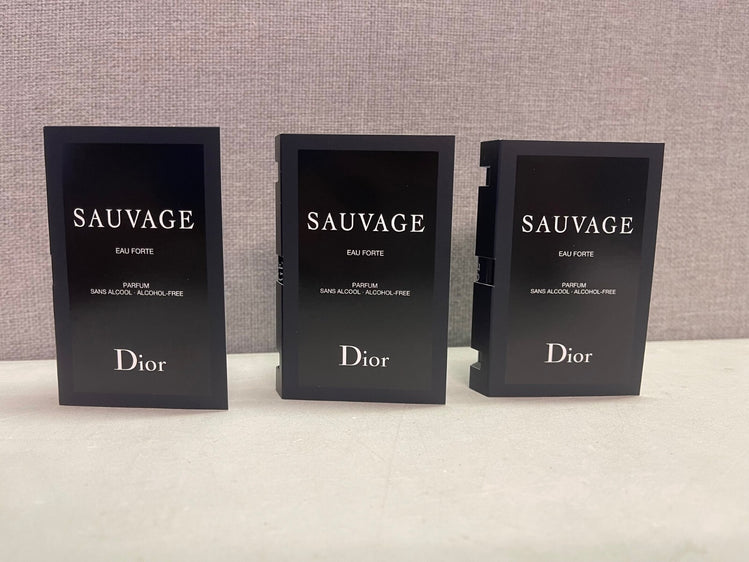 SAUVAGE
EAU FORTE
PARFUM
SANS ALCOOL - ALCOHOL-FREE
Dior
SAUVAGE
EAU FORTE
PARFUM
SANS ALCOOL - ALCOHOL-FREE
Dior
SAUVAGE
EAU FORTE
PARFUM
SANS ALCOOL - ALCOHOL-FREE
Dior